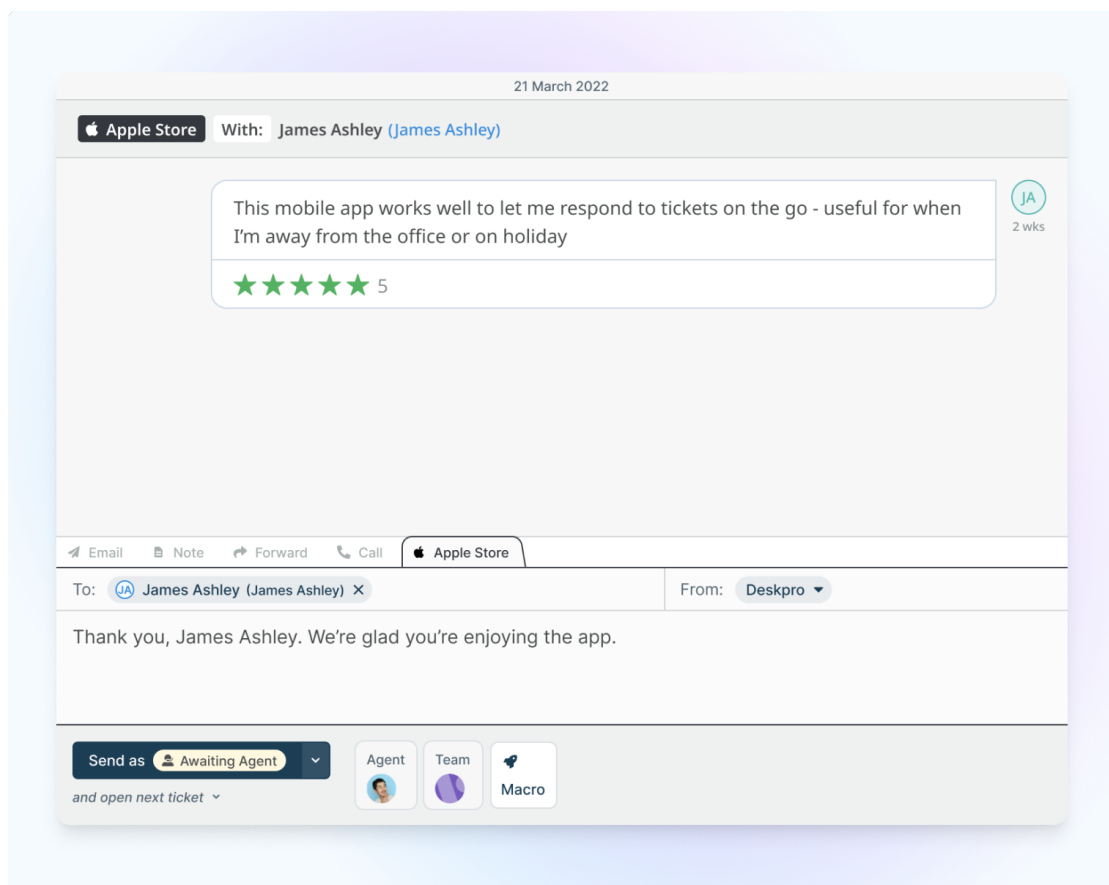 21 March 2022
Apple Store With: James Ashley (James Ashley)
This mobile app works well to let me respond to tickets on the go - useful for when
I’m away from the office or on holiday
JA
2 wks
5
Email Note Forward Call Apple Store
To: JA James Ashley (James Ashley) From: Deskpro
Thank you, James Ashley. We’re glad you’re enjoying the app.
Send as Awaiting Agent
and open next ticket
Agent Team Macro